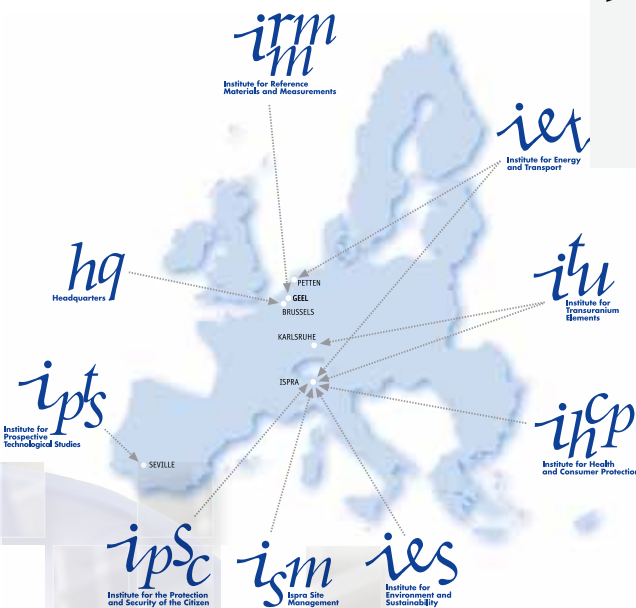 irmm
Institute for Reference
Materials and Measurements
iet
Institute for Energy
and Transport
hq
Headquarters
itu
Institute for
Transuranium
Elements
PETTEN
GEEL
BRUSSELS
KARLSRUHE
ISPRA
ipts
Institute for
Prospective
Technological Studies
SEVILLE
ihcp
Institute for Health
and Consumer Protection
ipsc
Institute for the Protection
and Security of the Citizen
ism
Ispra Site
Management
ies
Institute for
Environment and
Sustainability